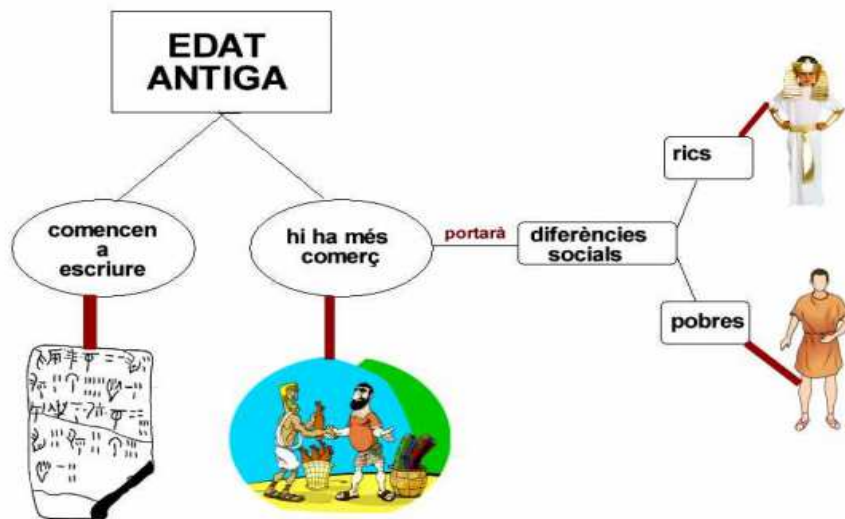 EDAT
ANTIGA
comencen
a
escriure
hi ha més
comerç
portarà
diferències
socials
rics
pobres